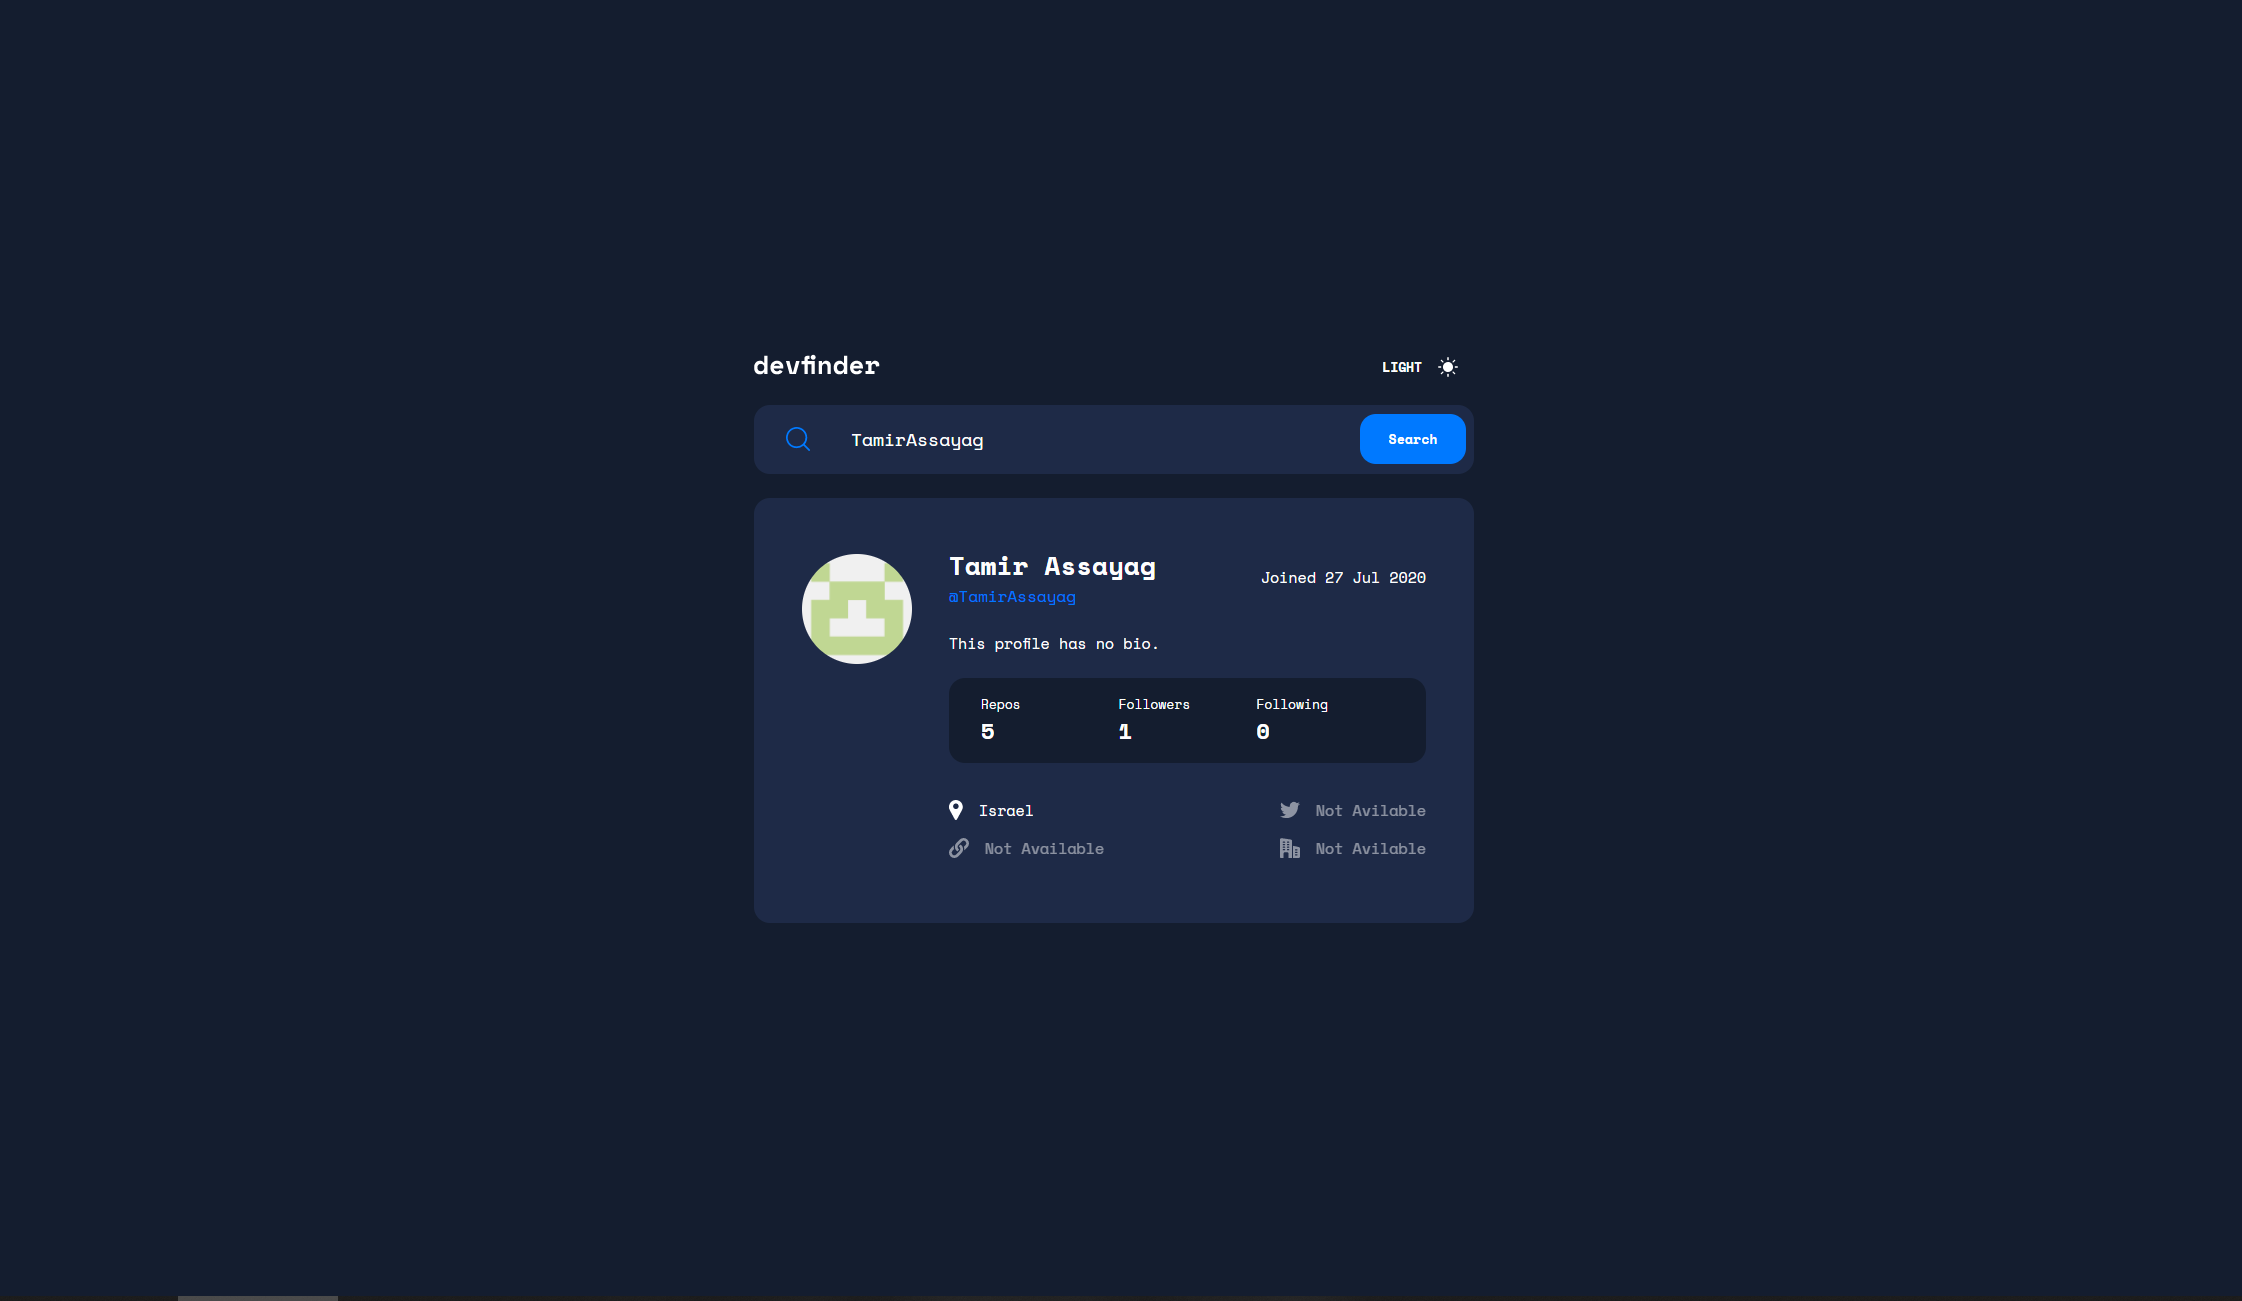 devfinder
LIGHT
TamirAssayag
Search
Tamir Assayag
Joined 27 Jul 2020
@TamirAssayag
This profile has no bio.
Repos
Followers
Following
5
1
0
Israel
Not Avilable
Not Available
Not Avilable